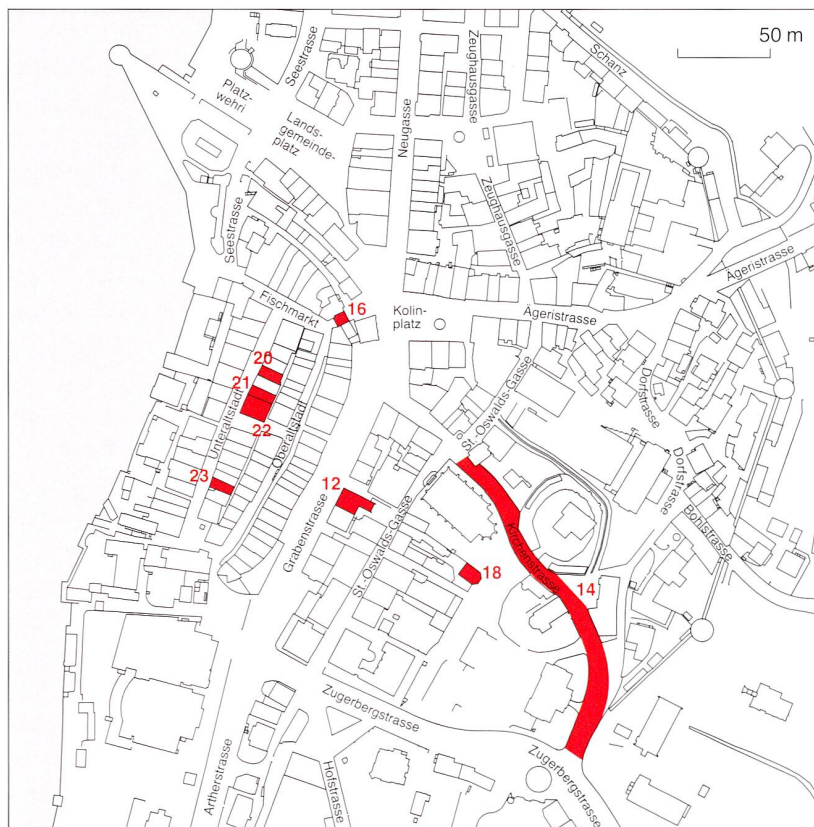 50 m
Schanz
Seestrasse
Zeughausgasse
Platz-
wehri
Lands-
gemeinde-
platz
Neugasse
Zeughausgasse
Seestrasse
Ägeristrasse
Fischmarkt
16
Kolin-
platz
Ägeristrasse
20
21
22
Unteraltstadt
Oberaltstadt
St.-Oswalds-Gasse
Dorfstrasse
Dorfstrasse
23
12
Grabenstrasse
St.-Oswalds-Gasse
Kirchenstrasse
Bohlstrasse
18
14
Zugerbergstrasse
Zugerbergstrasse
Artherstrasse
Hofstrasse